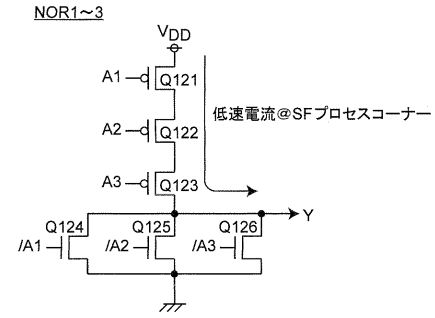 NOR1～3
VDD
A1 Q121
低速電流@SFプロセスコーナー
A2 Q122
A3 Q123
Y
Q124 Q125 Q126
/A1 /A2 /A3